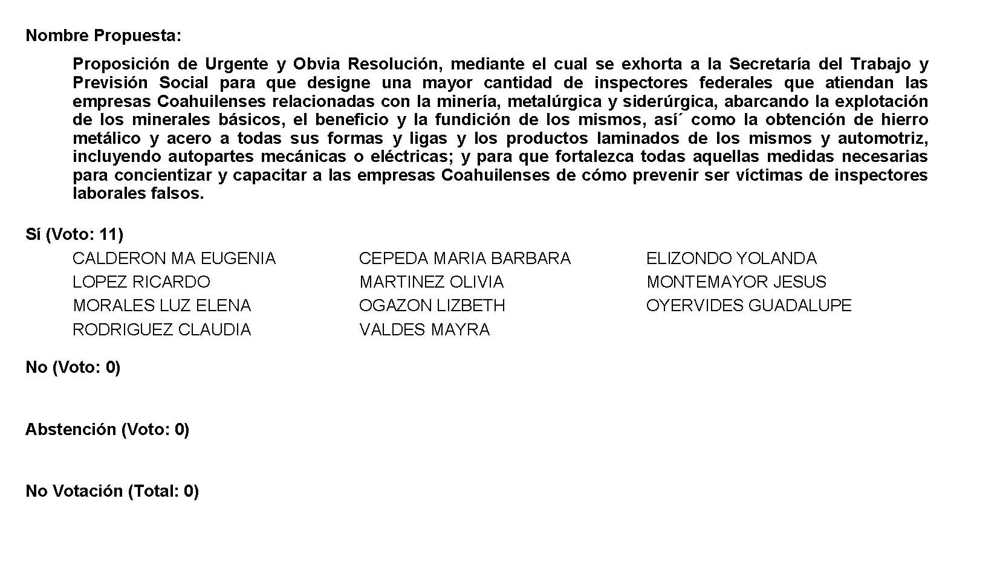 Nombre Propuesta:
Proposición de Urgente y Obvia Resolución, mediante el cual se exhorta a la Secretaría del Trabajo y
Previsión Social para que designe una mayor cantidad de inspectores federales que atiendan las
empresas Coahuilenses relacionadas con la minería, metalúrgica y siderúrgica, abarcando la explotación
de los minerales básicos, el beneficio y la fundición de los mismos, así´ como la obtención de hierro
metálico y acero a todas sus formas y ligas y los productos laminados de los mismos y automotriz,
incluyendo autopartes mecánicas o eléctricas; y para que fortalezca todas aquellas medidas necesarias
para concientizar y capacitar a las empresas Coahuilenses de cómo prevenir ser víctimas de inspectores
laborales falsos.
Sí (Voto: 11)
CALDERON MA EUGENIA CEPEDA MARIA BARBARA ELIZONDO YOLANDA
LOPEZ RICARDO MARTINEZ OLIVIA MONTEMAYOR JESUS
MORALES LUZ ELENA OGAZON LIZBETH OYERVIDES GUADALUPE
RODRIGUEZ CLAUDIA VALDES MAYRA
No (Voto: 0)
Abstención (Voto: 0)
No Votación (Total: 0)